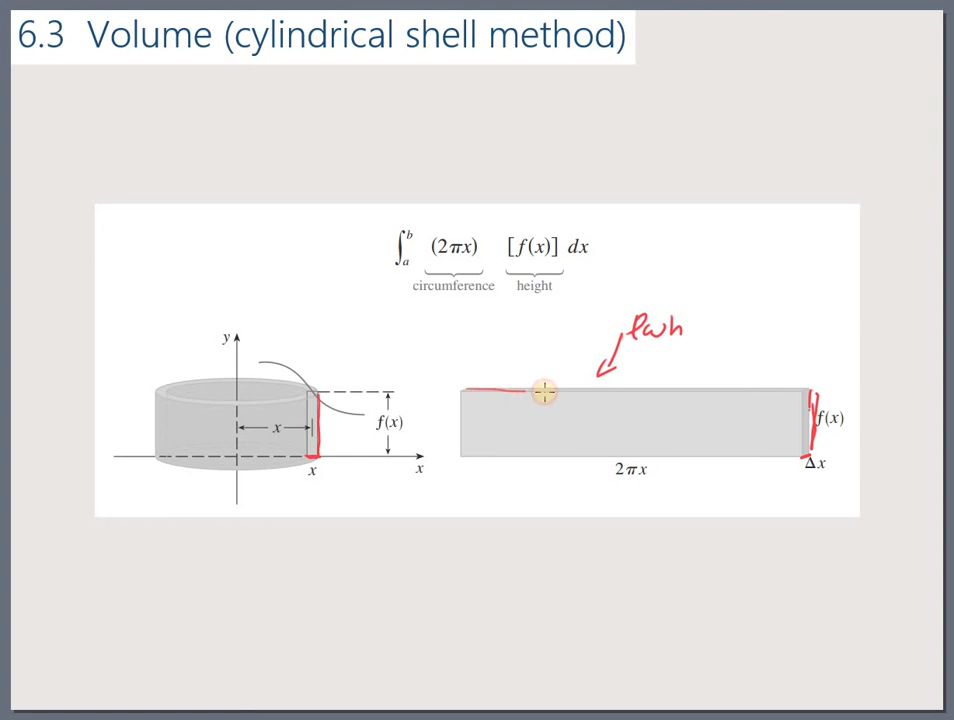 6.3 Volume (cylindrical shell method)
∫ₐᵇ (2πx) [f(x)] dx
circumference height
lwh
y
x
f(x)
x
x
f(x)
2πx
Δx